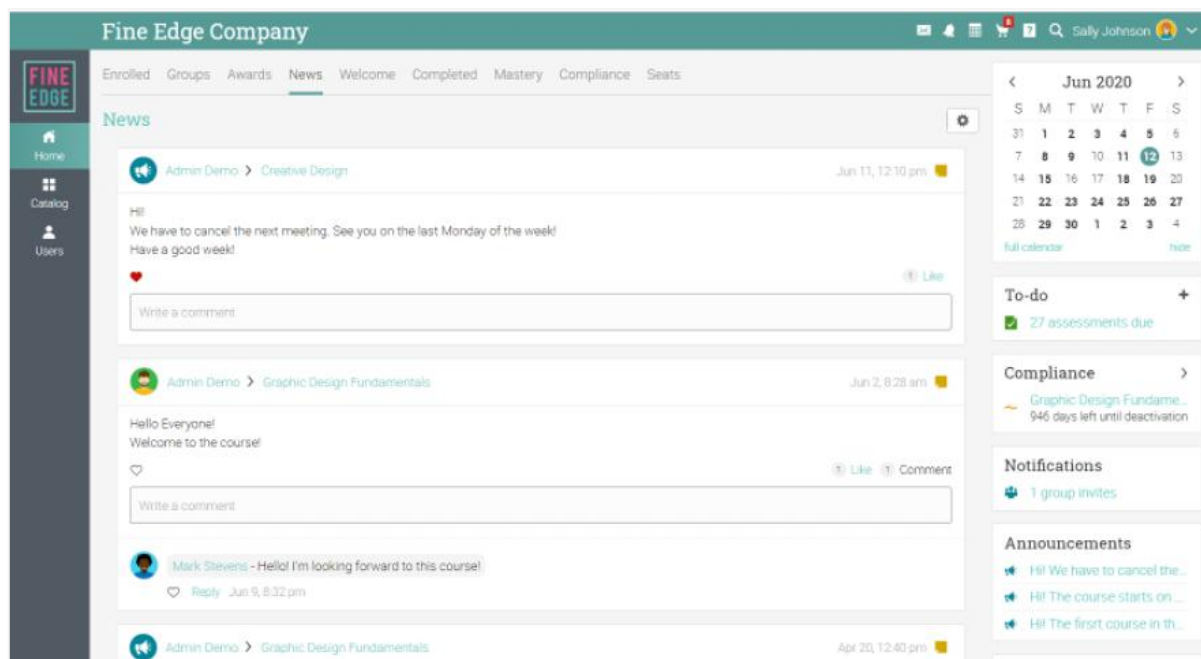 Fine Edge Company
8
?
Sally Johnson
FINE
EDGE
Home
Catalog
Users
Enrolled Groups Awards News Welcome Completed Mastery Compliance Seats
News
Admin Demo > Creative Design
Jun 11, 12:10 pm
Hi!
We have to cancel the next meeting. See you on the last Monday of the week!
Have a good week!
1 Like
Write a comment
Admin Demo > Graphic Design Fundamentals
Jun 2, 8:28 am
Hello Everyone!
Welcome to the course!
1 Like 1 Comment
Write a comment
Mark Stevens - Hello! I'm looking forward to this course!
Reply Jun 9, 8:32 pm
Admin Demo > Graphic Design Fundamentals
Apr 20, 12:40 pm
< Jun 2020 >
S M T W T F S
31 1 2 3 4 5 6
7 8 9 10 11 12 13
14 15 16 17 18 19 20
21 22 23 24 25 26 27
28 29 30 1 2 3 4
full calendar hide
To-do +
27 assessments due
Compliance >
Graphic Design Fundame...
946 days left until deactivation
Notifications
1 group invites
Announcements
Hi! We have to cancel the...
Hi! The course starts on ...
Hi! The firsrt course in th...